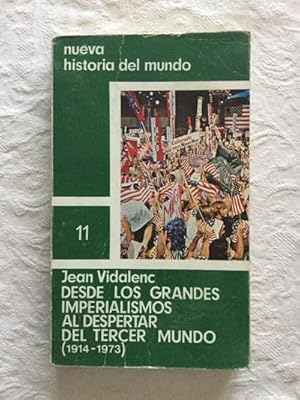 nueva
historia del mundo
11
Jean Vidalenc
DESDE LOS GRANDES
IMPERIALISMOS
AL DESPERTAR
DEL TERCER MUNDO
(1914-1973)